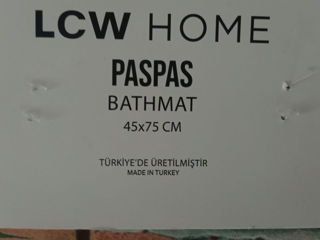 LCW HOME
PASPAS
BATHMAT
45x75 CM
TÜRKİYE'DE ÜRETİLMİŞTİR
MADE IN TURKEY